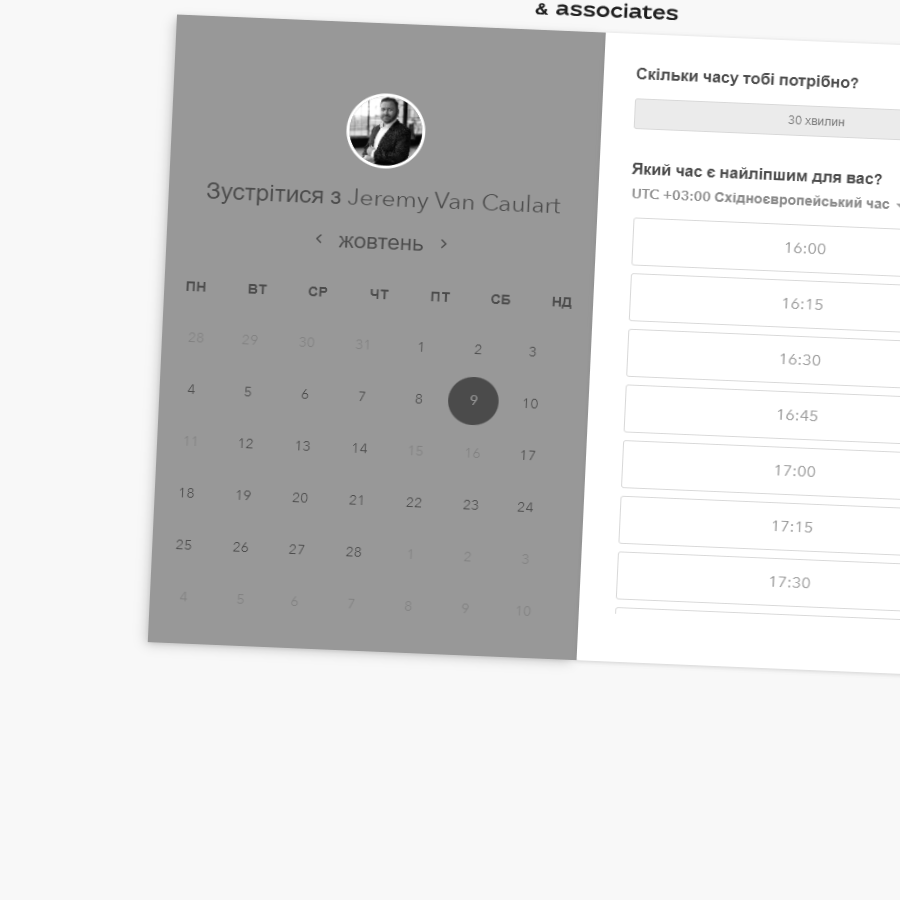 & associates
Зустрітися з Jeremy Van Caulart
жовтень
ПН ВТ СР ЧТ ПТ СБ НД
28 29 30 31 1 2 3
4 5 6 7 8 9 10
11 12 13 14 15 16 17
18 19 20 21 22 23 24
25 26 27 28 1 2 3
4 5 6 7 8 9 10
Скільки часу тобі потрібно?
30 хвилин
Який час є найліпшим для вас?
UTC +03:00 Східноєвропейський час
16:00
16:15
16:30
16:45
17:00
17:15
17:30